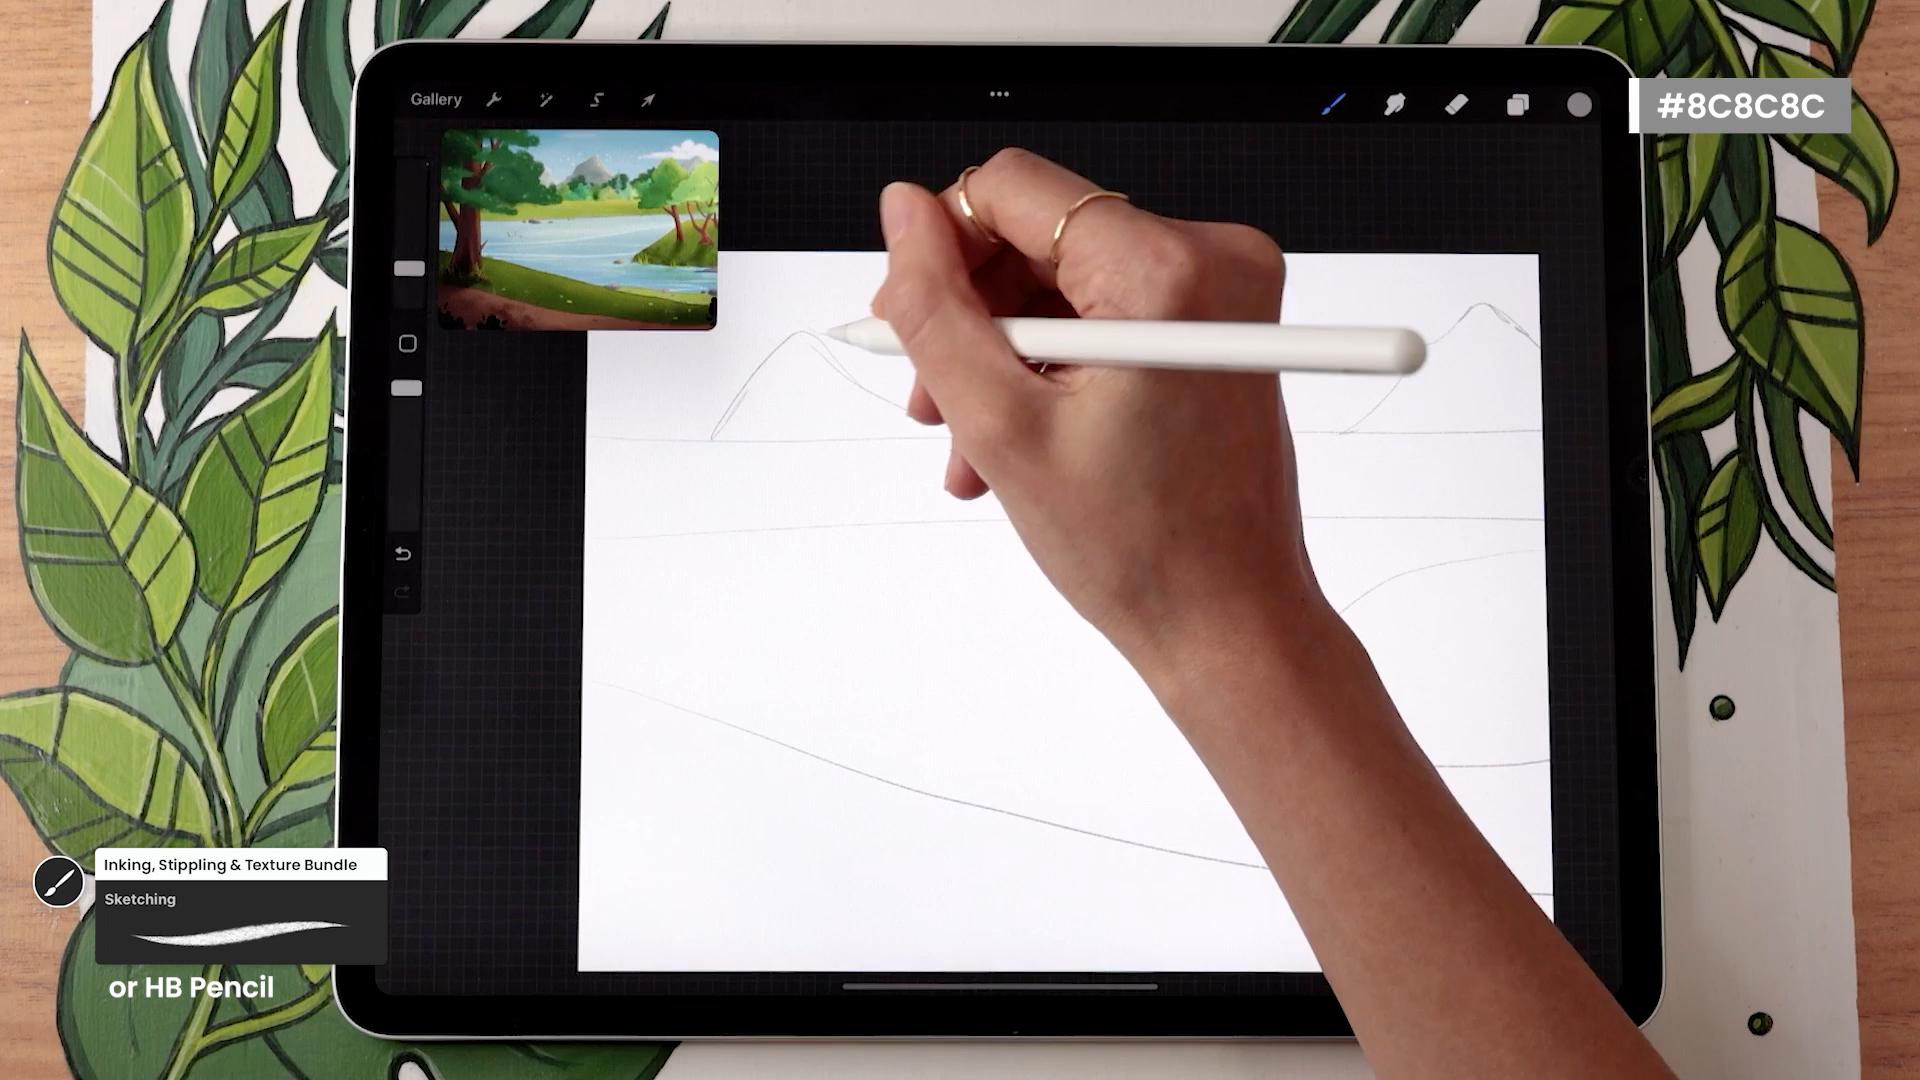 Gallery
#8C8C8C
Inking, Stippling & Texture Bundle
Sketching
or HB Pencil